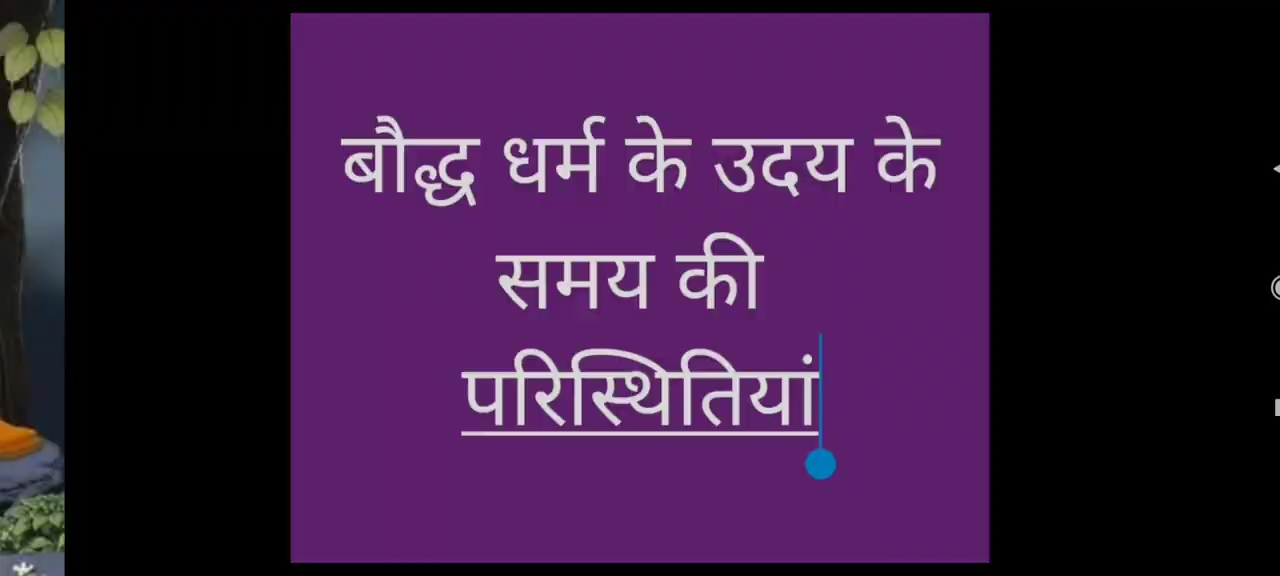 बौद्ध धर्म के उदय के
समय की
परिस्थितियां